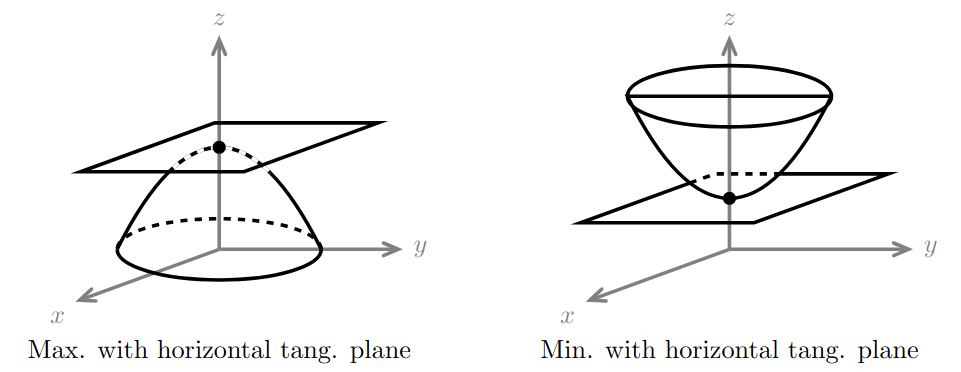 z
y
x
Max. with horizontal tang. plane
z
y
x
Min. with horizontal tang. plane